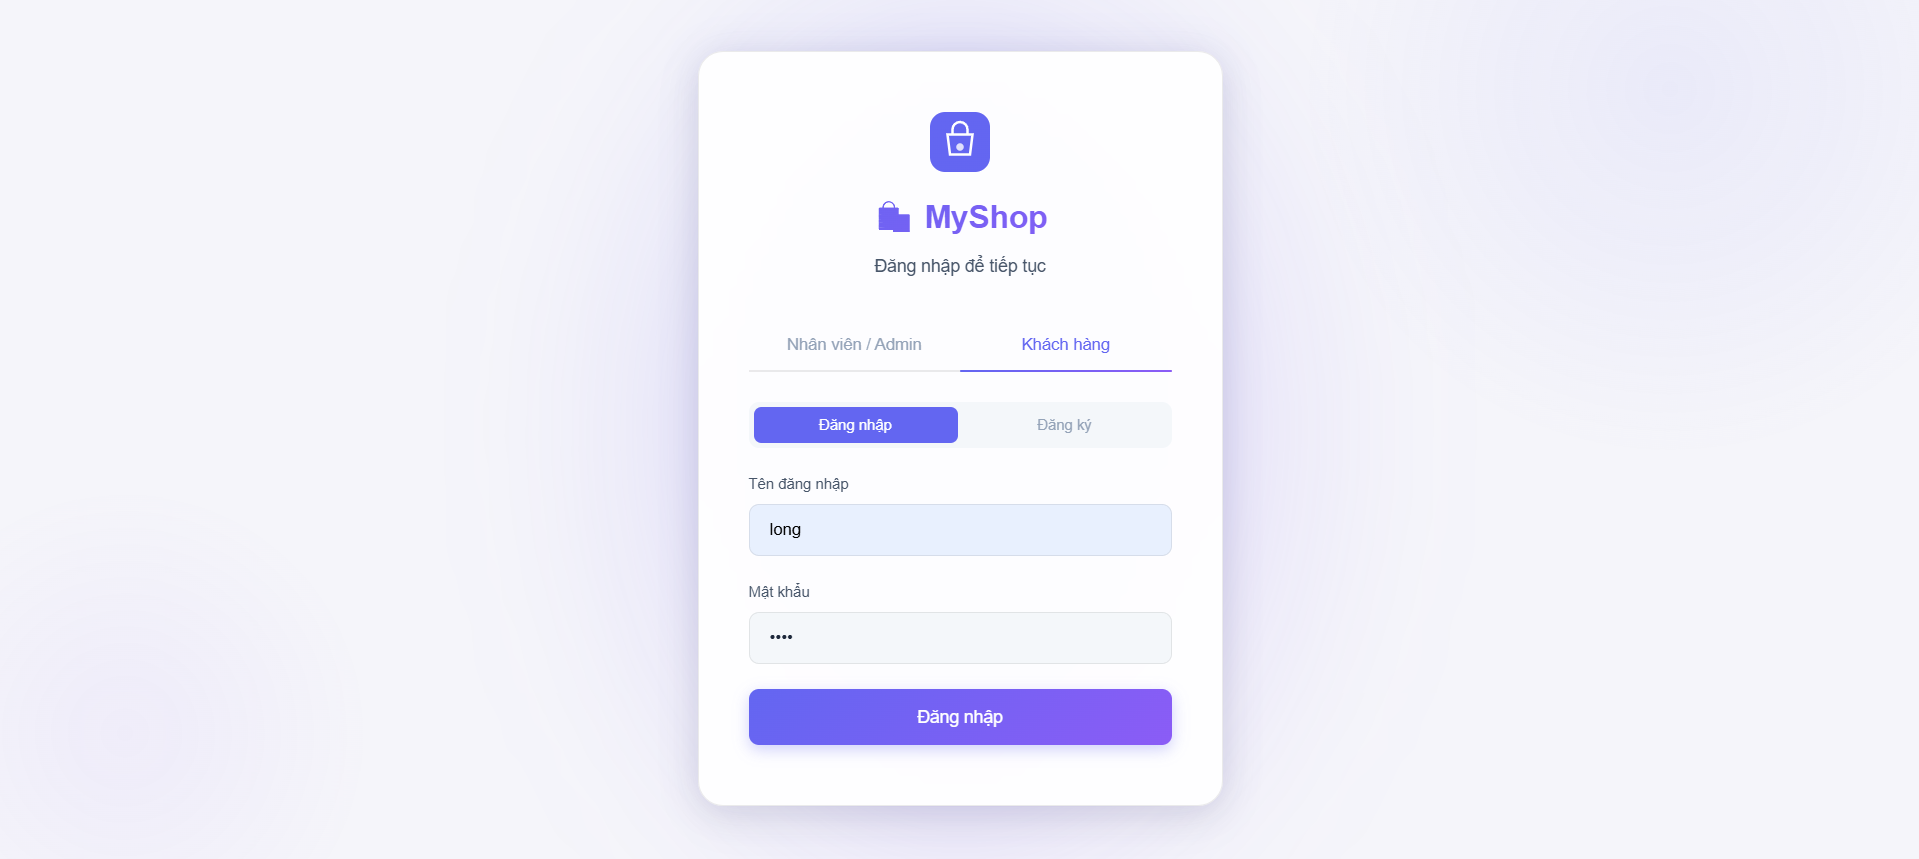 MyShop
Đăng nhập để tiếp tục
Nhân viên / Admin
Khách hàng
Đăng nhập
Đăng ký
Tên đăng nhập
long
Mật khẩu
••••
Đăng nhập